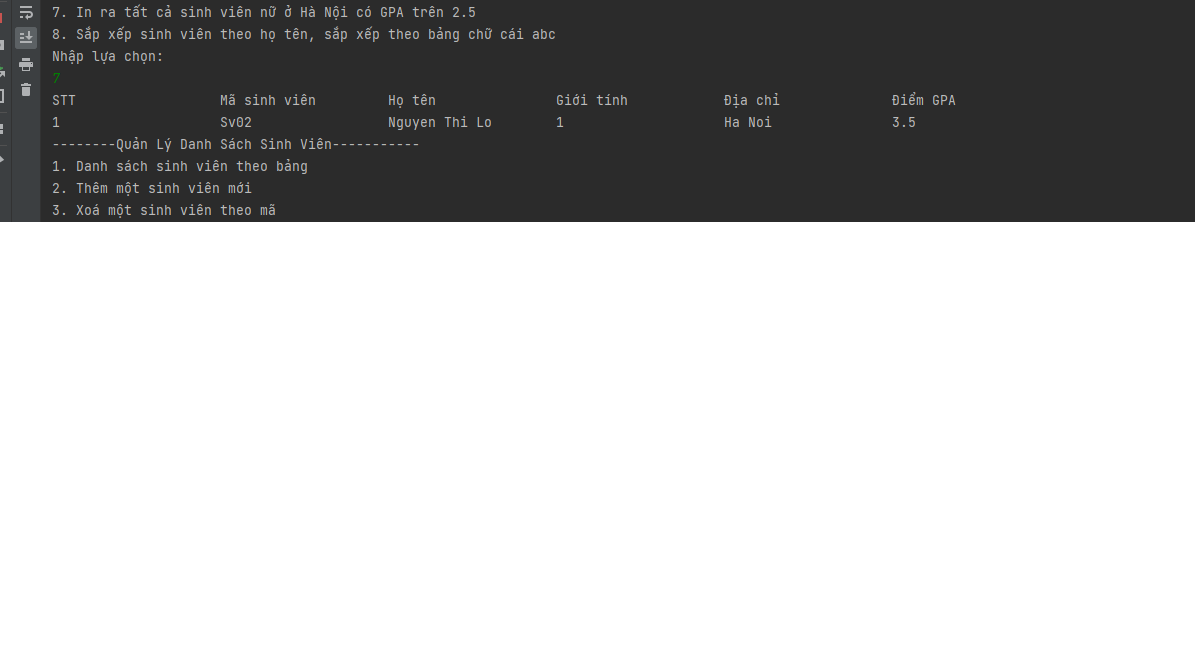 7. In ra tất cả sinh viên nữ ở Hà Nội có GPA trên 2.5
8. Sắp xếp sinh viên theo họ tên, sắp xếp theo bảng chữ cái abc
Nhập lựa chọn:
7
STT Mã sinh viên Họ tên Giới tính Địa chỉ Điểm GPA
1 Sv02 Nguyen Thi Lo 1 Ha Noi 3.5
--------Quản Lý Danh Sách Sinh Viên-----------
1. Danh sách sinh viên theo bảng
2. Thêm một sinh viên mới
3. Xoá một sinh viên theo mã